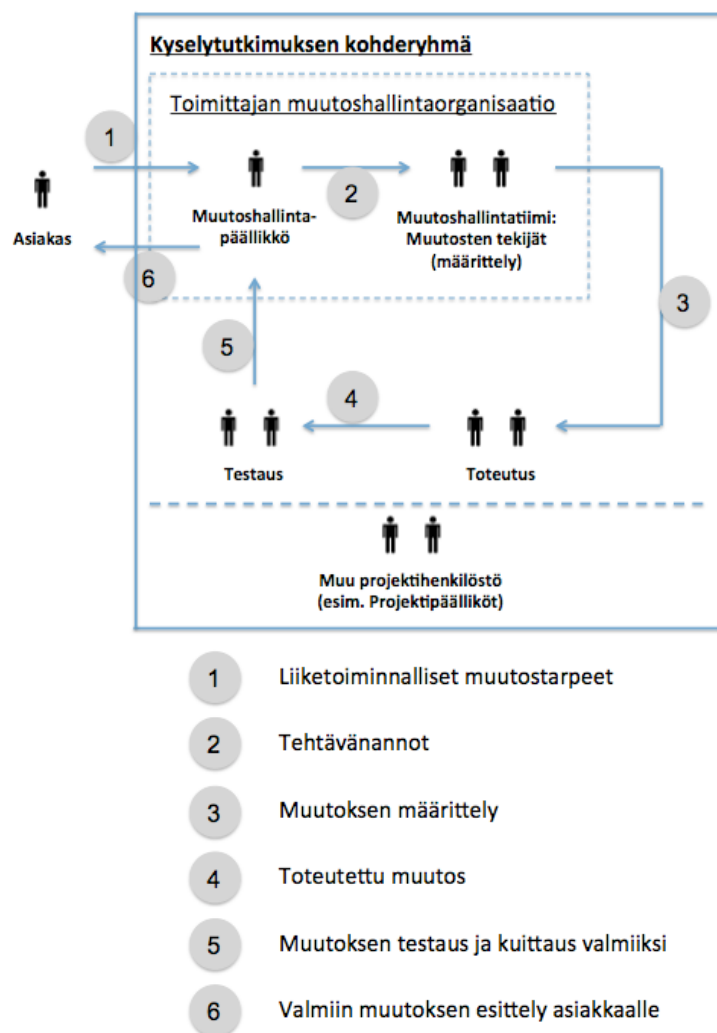 Kyselytutkimuksen kohderyhmä
Toimittajan muutoshallintaorganisaatio
1
2
Asiakas
Muutoshallinta-
päällikkö
Muutoshallintatiimi:
Muutosten tekijät
(määrittely)
6
3
5
4
Testaus
Toteutus
Muu projektihenkilöstö
(esim. Projektipäälliköt)
1 Liiketoiminnalliset muutostarpeet
2 Tehtävänannot
3 Muutoksen määrittely
4 Toteutettu muutos
5 Muutoksen testaus ja kuittaus valmiiksi
6 Valmiin muutoksen esittely asiakkaalle